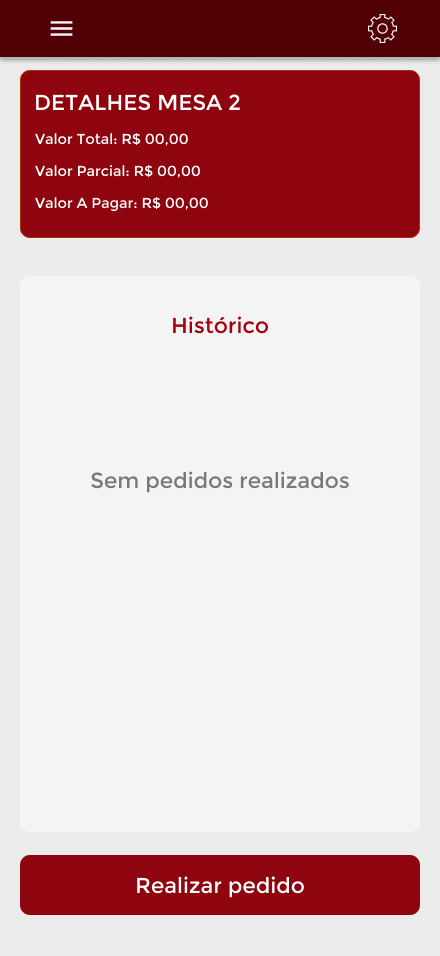 DETALHES MESA 2
Valor Total: R$ 00,00
Valor Parcial: R$ 00,00
Valor A Pagar: R$ 00,00
Histórico
Sem pedidos realizados
Realizar pedido